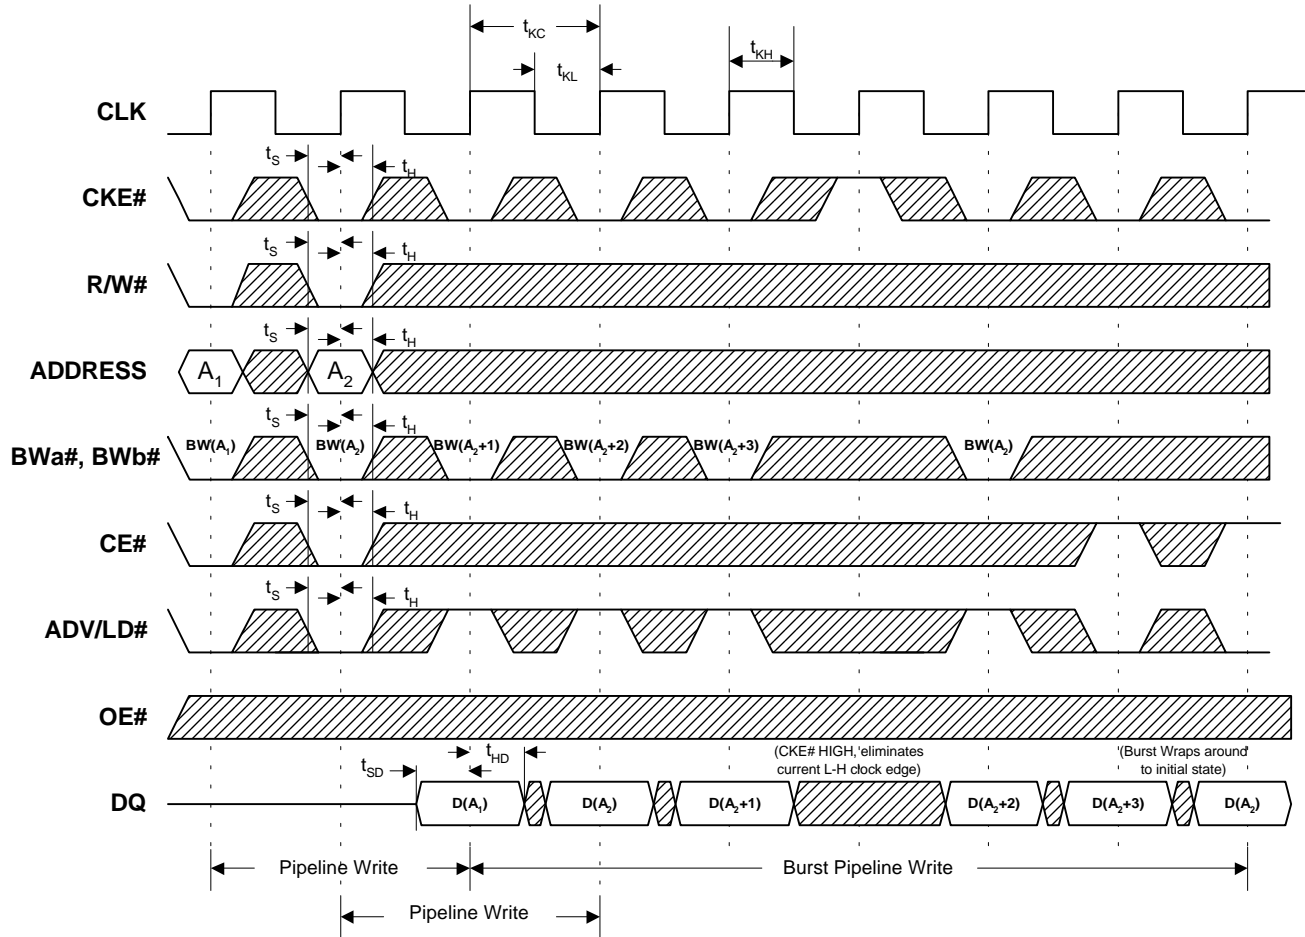 tKC
tKL
tKH
CLK
tS
tH
CKE#
tS
tH
R/W#
tS
tH
ADDRESS
A1
A2
tS
tH
BWa#, BWb#
BW(A1)
BW(A2)
BW(A2+1)
BW(A2+2)
BW(A2+3)
BW(A2)
tS
tH
CE#
tS
tH
ADV/LD#
OE#
tHD
tSD
(CKE# HIGH, eliminates
current L-H clock edge)
(Burst Wraps around
to initial state)
DQ
D(A1)
D(A2)
D(A2+1)
D(A2+2)
D(A2+3)
D(A2)
Pipeline Write
Burst Pipeline Write
Pipeline Write